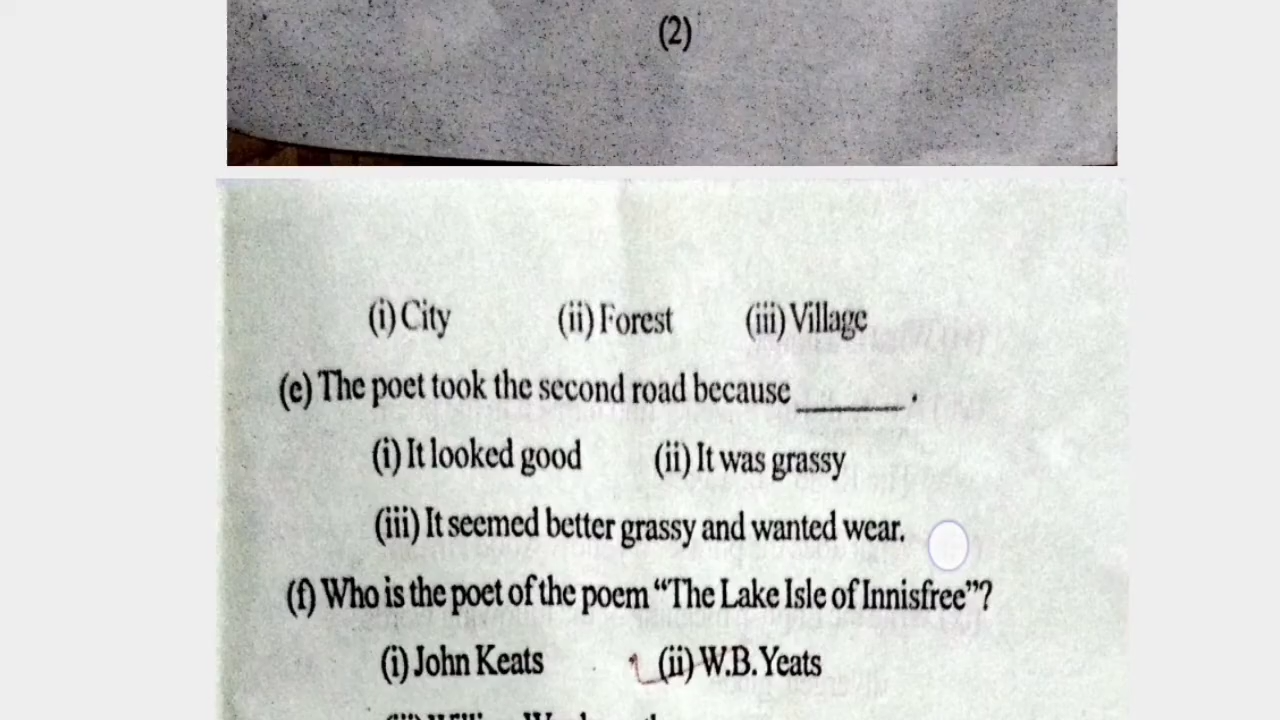 (2)
(i) City (ii) Forest (iii) Village
(e) The poet took the second road because ________ .
(i) It looked good (ii) It was grassy
(iii) It seemed better grassy and wanted wear.
(f) Who is the poet of the poem “The Lake Isle of Innisfree”?
(i) John Keats (ii) W.B. Yeats